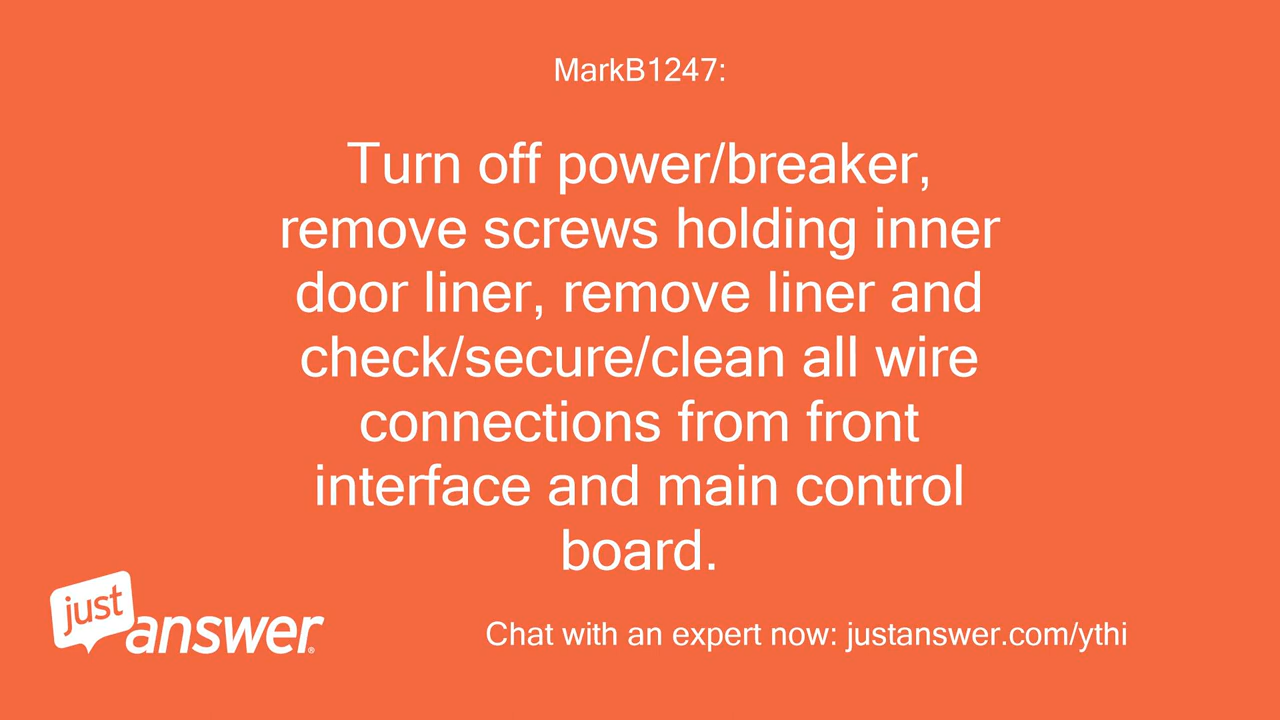 MarkB1247:
Turn off power/breaker,
remove screws holding inner
door liner, remove liner and
check/secure/clean all wire
connections from front
interface and main control
board.
just
answer®
Chat with an expert now: justanswer.com/ythi